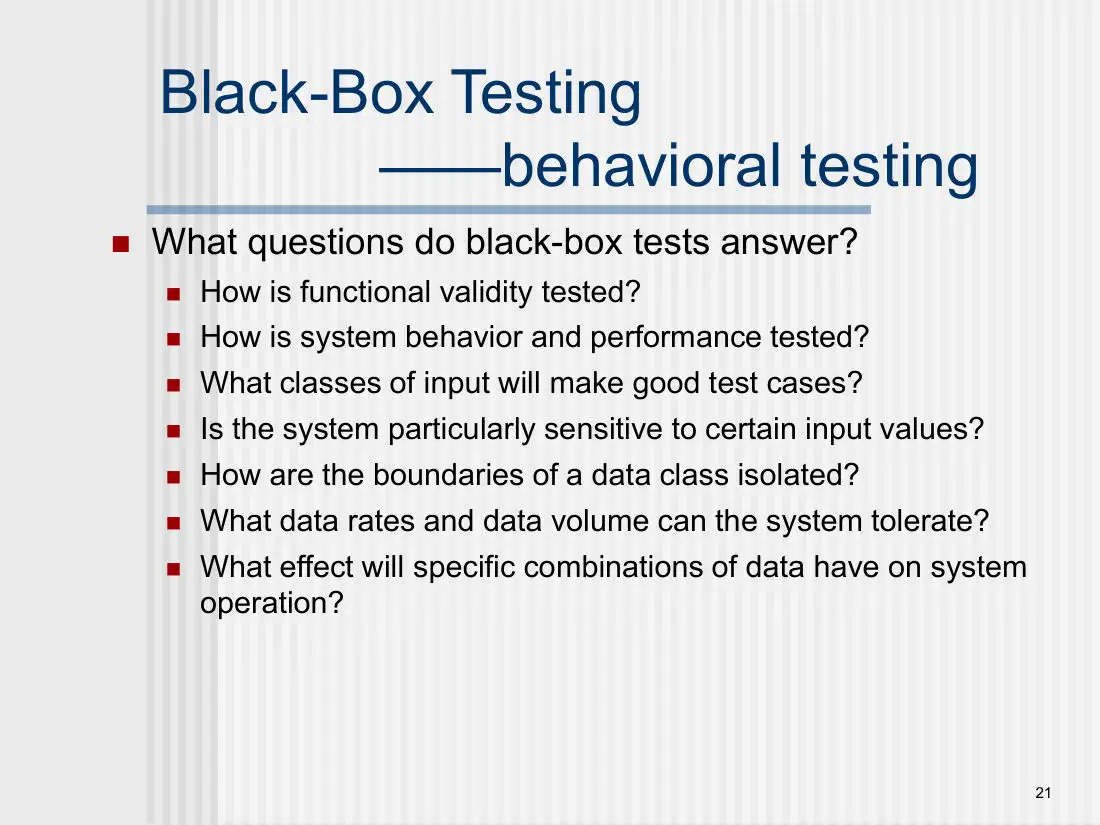 Black-Box Testing
——behavioral testing
What questions do black-box tests answer?
How is functional validity tested?
How is system behavior and performance tested?
What classes of input will make good test cases?
Is the system particularly sensitive to certain input values?
How are the boundaries of a data class isolated?
What data rates and data volume can the system tolerate?
What effect will specific combinations of data have on system
operation?
21